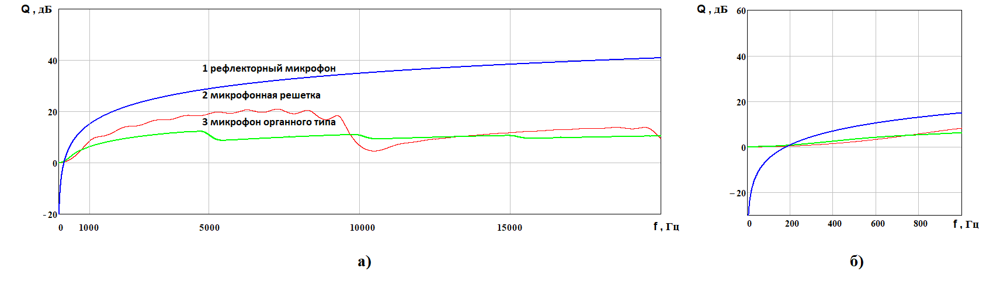 Q , дБ
40
20
0
- 20
1 рефлекторный микрофон
2 микрофонная решетка
3 микрофон органного типа
0 1000 5000 10000 15000 f , Гц
а)
Q , дБ
60
40
20
0
– 20
0 200 400 600 800 f , Гц
б)